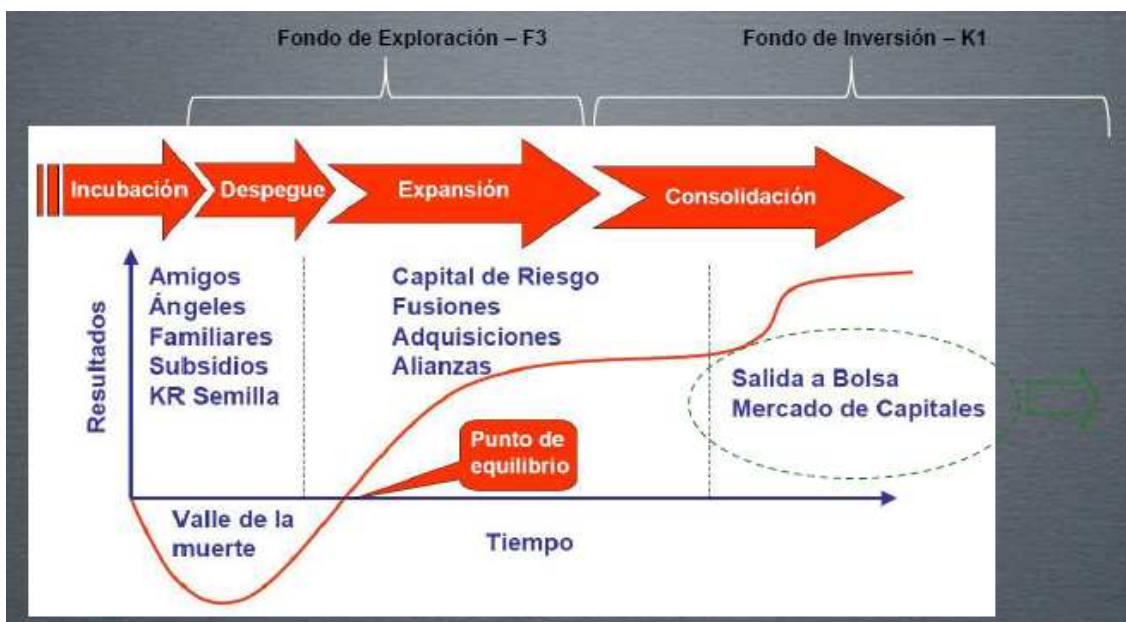 Fondo de Exploración – F3
Fondo de Inversión – K1
Incubación
Despegue
Expansión
Consolidación
Resultados
Amigos
Ángeles
Familiares
Subsidios
KR Semilla
Capital de Riesgo
Fusiones
Adquisiciones
Alianzas
Salida a Bolsa
Mercado de Capitales
Punto de
equilibrio
Valle de la
muerte
Tiempo